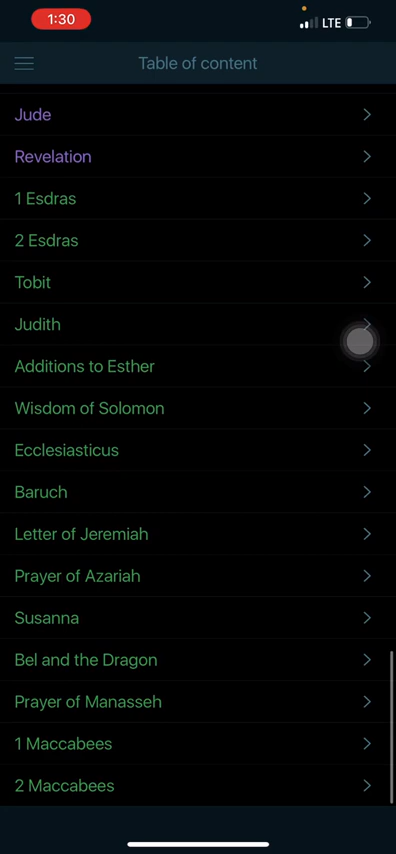 1:30
LTE
Table of content
Jude
Revelation
1 Esdras
2 Esdras
Tobit
Judith
Additions to Esther
Wisdom of Solomon
Ecclesiasticus
Baruch
Letter of Jeremiah
Prayer of Azariah
Susanna
Bel and the Dragon
Prayer of Manasseh
1 Maccabees
2 Maccabees